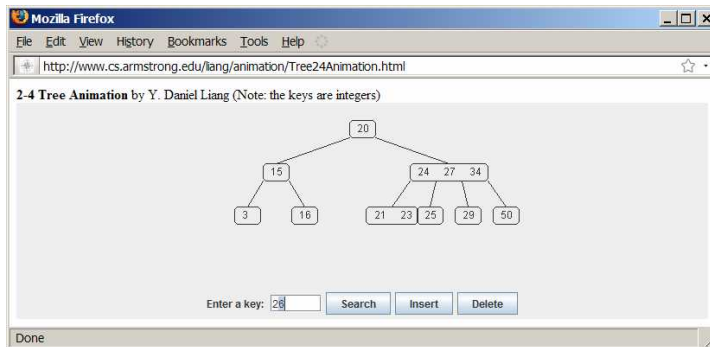 Mozilla Firefox
File Edit View History Bookmarks Tools Help
http://www.cs.armstrong.edu/liang/animation/Tree24Animation.html
2-4 Tree Animation by Y. Daniel Liang (Note: the keys are integers)
20
15 24 27 34
3 16 21 23 25 29 50
Enter a key: 26 Search Insert Delete
Done